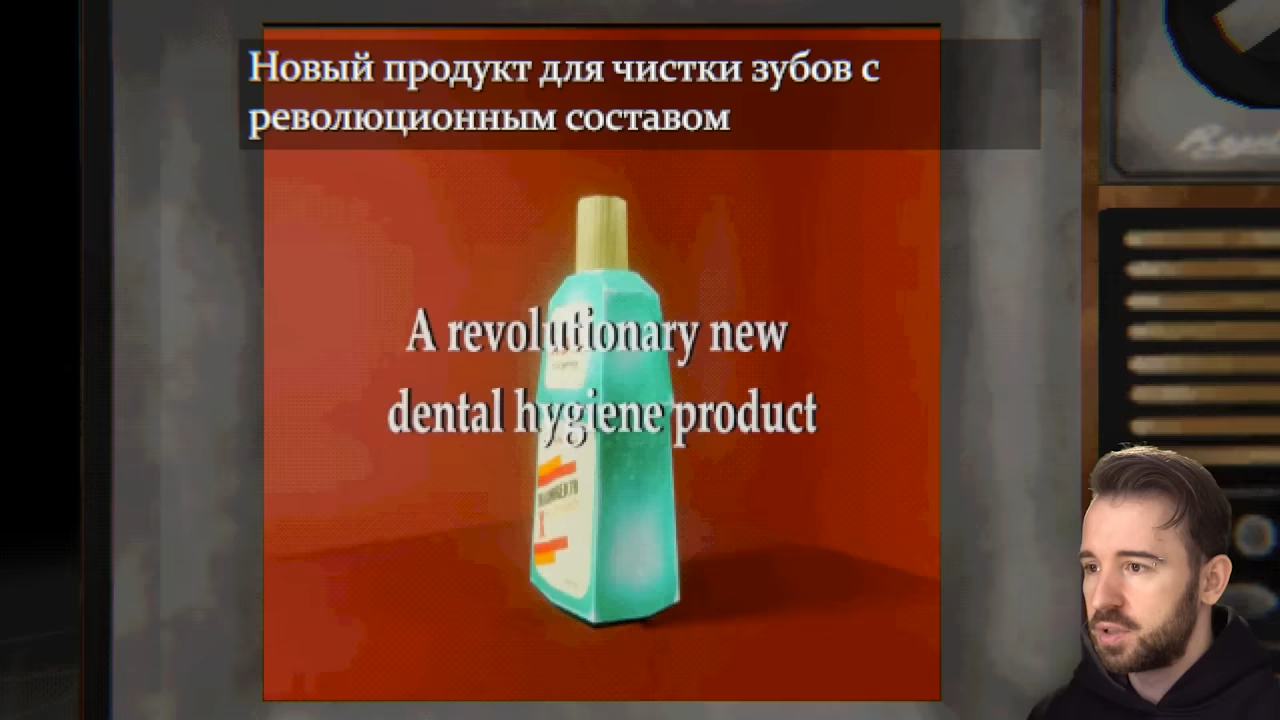 Новый продукт для чистки зубов с
революционным составом
A revolutionary new
dental hygiene product